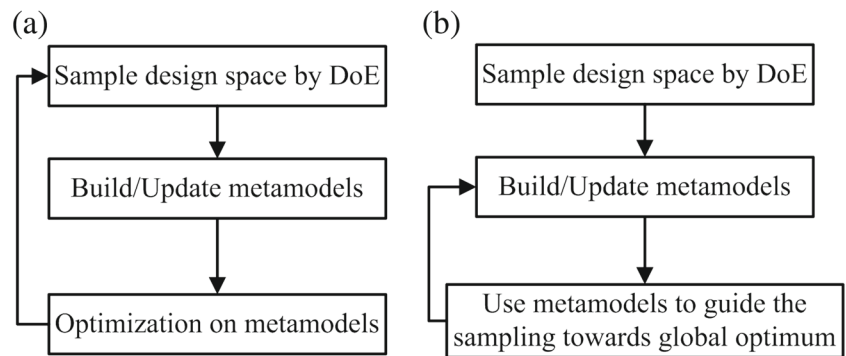 (a)
Sample design space by DoE
Build/Update metamodels
Optimization on metamodels
(b)
Sample design space by DoE
Build/Update metamodels
Use metamodels to guide the
sampling towards global optimum